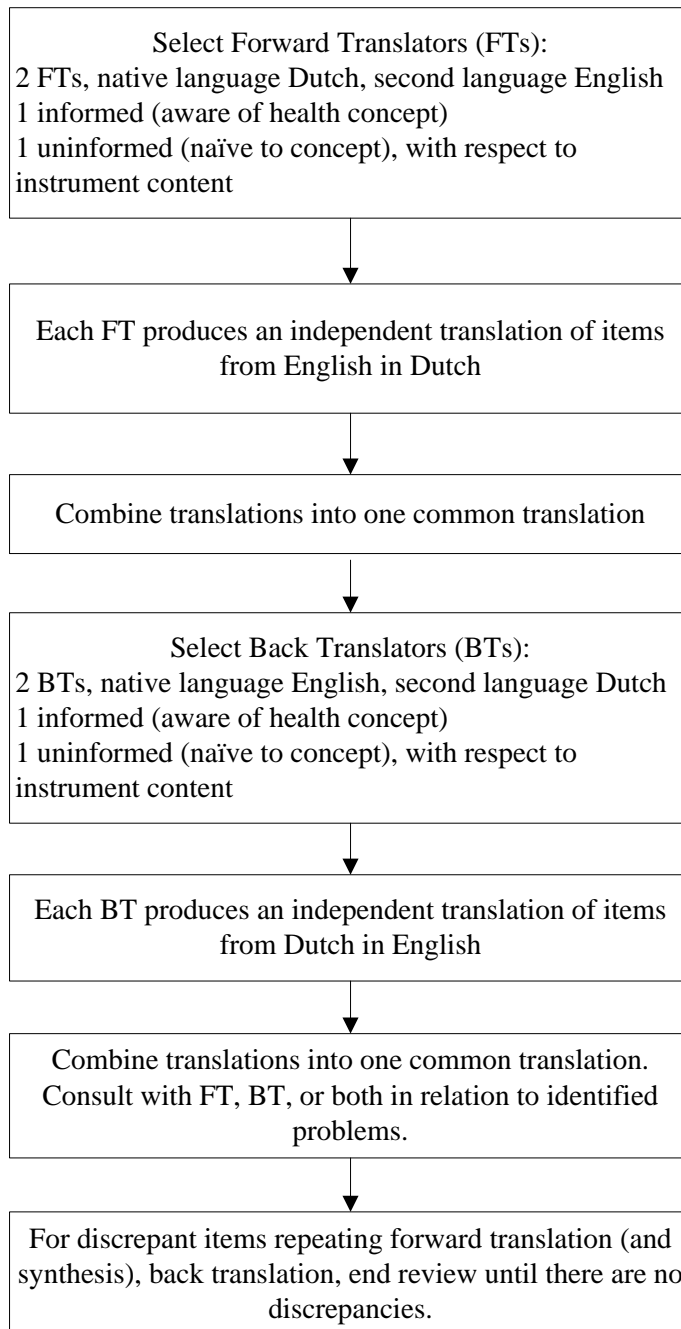 Select Forward Translators (FTs):
2 FTs, native language Dutch, second language English
1 informed (aware of health concept)
1 uninformed (naïve to concept), with respect to
instrument content
Each FT produces an independent translation of items
from English in Dutch
Combine translations into one common translation
Select Back Translators (BTs):
2 BTs, native language English, second language Dutch
1 informed (aware of health concept)
1 uninformed (naïve to concept), with respect to
instrument content
Each BT produces an independent translation of items
from Dutch in English
Combine translations into one common translation.
Consult with FT, BT, or both in relation to identified
problems.
For discrepant items repeating forward translation (and
synthesis), back translation, end review until there are no
discrepancies.